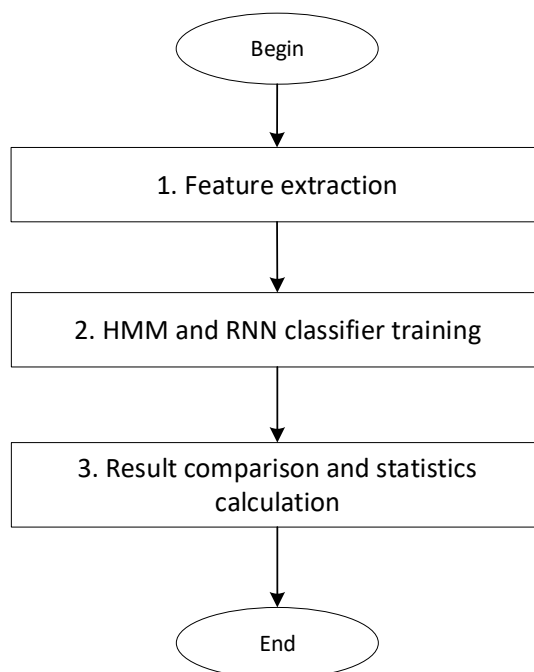 Begin
1. Feature extraction
2. HMM and RNN classifier training
3. Result comparison and statistics
calculation
End